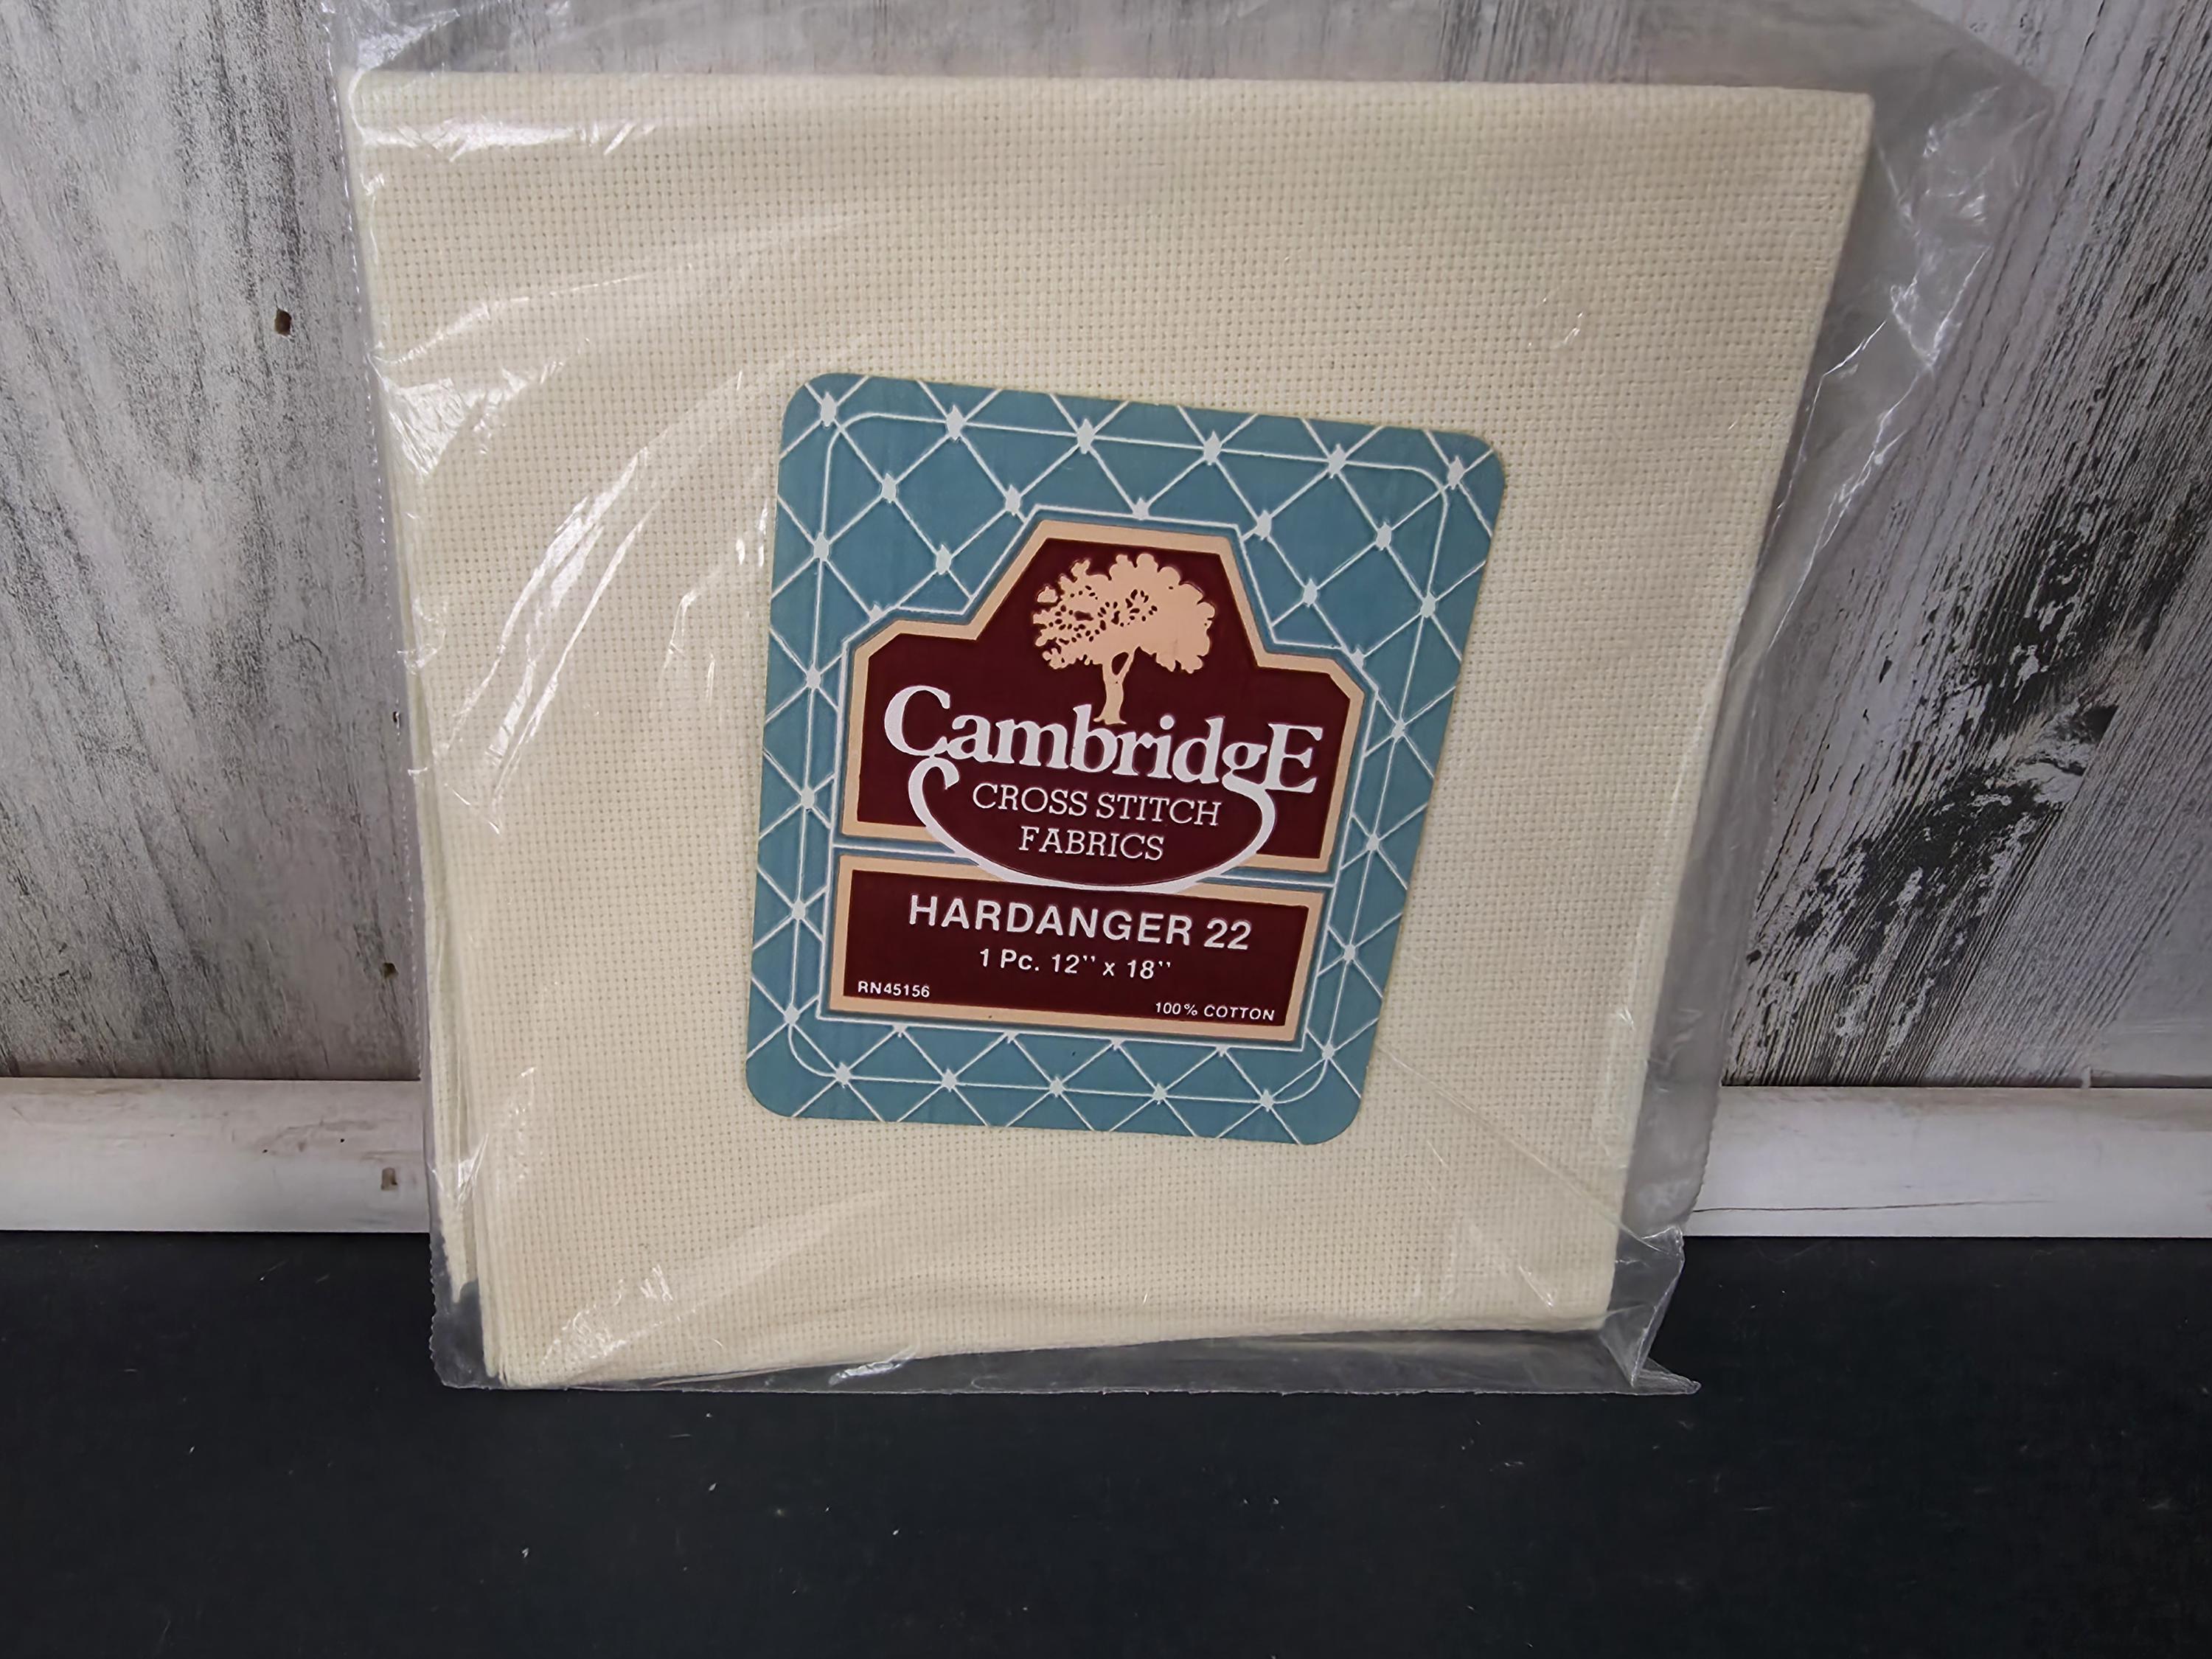 CambridgE
CROSS STITCH
FABRICS
HARDANGER 22
1 Pc. 12" x 18"
RN45156
100% COTTON